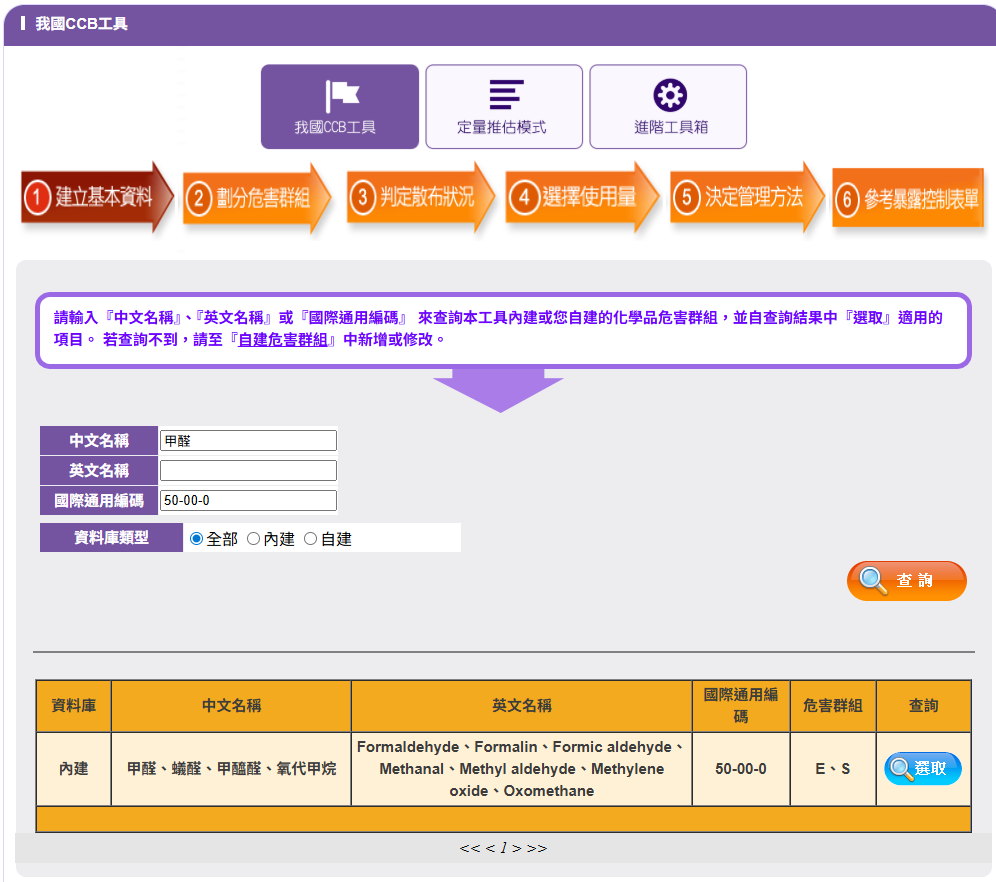 我國CCB工具
我國CCB工具
定量推估模式
進階工具箱
1 建立基本資料
2 劃分危害群組
3 判定散布狀況
4 選擇使用量
5 決定管理方法
6 參考暴露控制表單
請輸入『中文名稱』、『英文名稱』或『國際通用編碼』 來查詢本工具內建或您自建的化學品危害群組，並自查詢結果中『選取』適用的
項目。 若查詢不到，請至『自建危害群組』中新增或修改。
中文名稱 甲醛
英文名稱
國際通用編碼 50-00-0
資料庫類型 全部 內建 自建
查 詢
資料庫 中文名稱 英文名稱 國際通用編
碼 危害群組 查詢
內建 甲醛、蟻醛、甲醯醛、氧代甲烷 Formaldehyde、Formalin、Formic aldehyde、
Methanal、Methyl aldehyde、Methylene
oxide、Oxomethane 50-00-0 E、S 選取
<< < 1 > >>